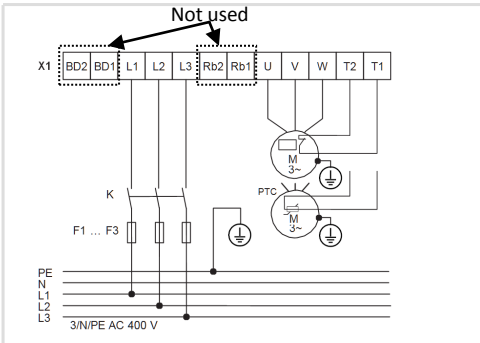 Not used
X1 BD2 BD1 L1 L2 L3 Rb2 Rb1 U V W T2 T1
M
3~
K
PTC
M
3~
F1 ... F3
PE
N
L1
L2
L3
3/N/PE AC 400 V